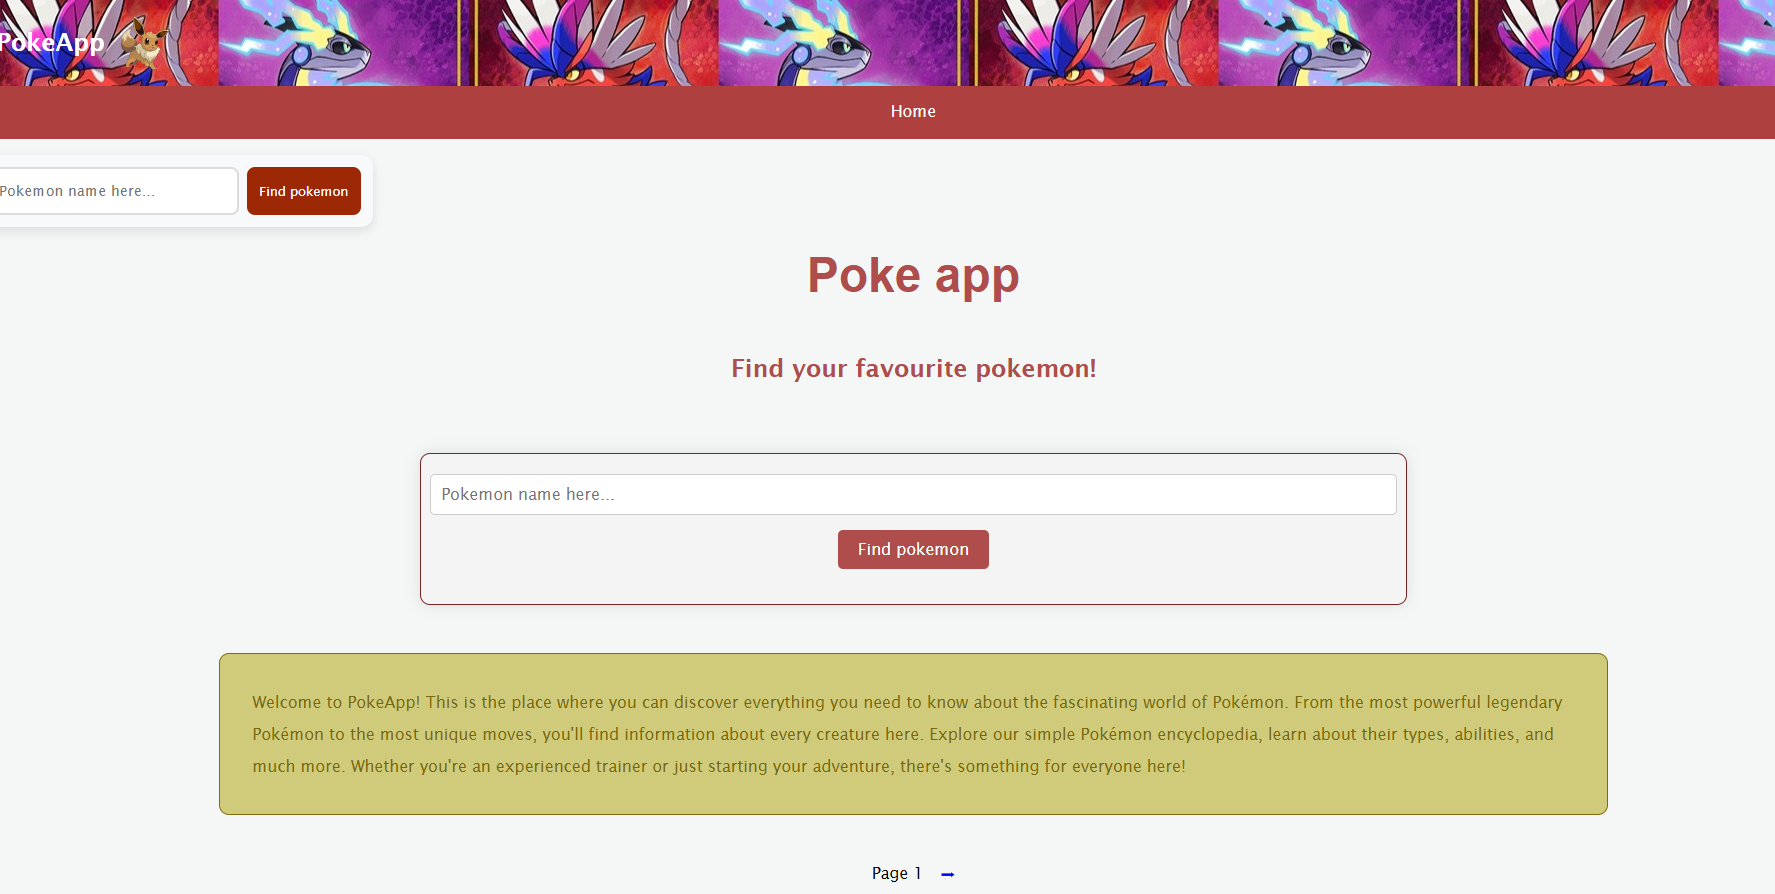 PokeApp
Home
Pokemon name here...
Find pokemon
Poke app
Find your favourite pokemon!
Pokemon name here...
Find pokemon
Welcome to PokeApp! This is the place where you can discover everything you need to know about the fascinating world of Pokémon. From the most powerful legendary
Pokémon to the most unique moves, you'll find information about every creature here. Explore our simple Pokémon encyclopedia, learn about their types, abilities, and
much more. Whether you're an experienced trainer or just starting your adventure, there's something for everyone here!
Page 1 →